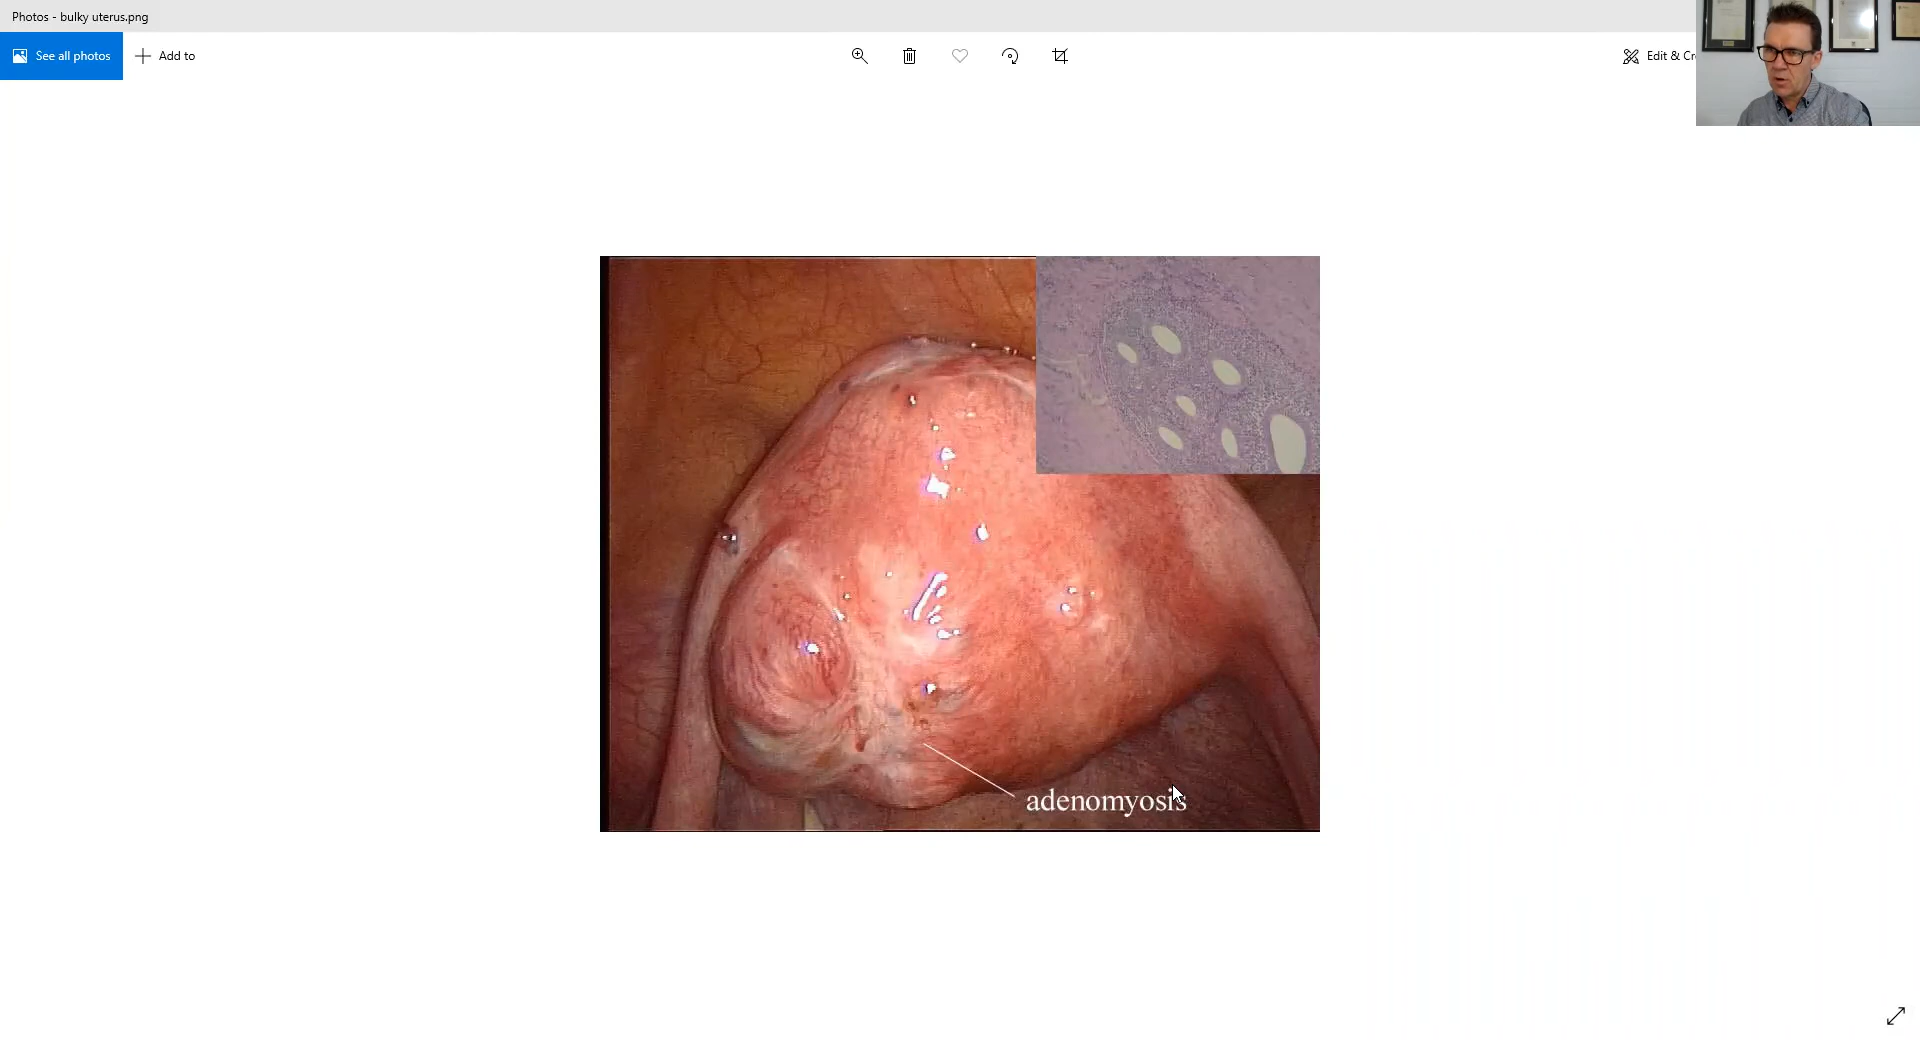 Photos - bulky uterus.png
See all photos
Add to
Edit & Cr
adenomyosis